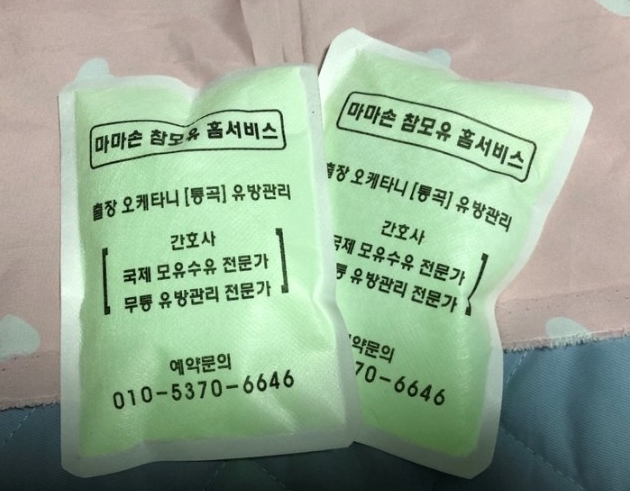 마마손 참모유 홈서비스
출장 오케타니 [통곡] 유방관리
간호사
국제 모유수유 전문가
무통 유방관리 전문가
예약문의
010-5370-6646
마마손 참모유 홈서비스
출장 오케타니 [통곡] 유방관리
간호사
국제 모유수유 전문가
통 유방관리 전문가
약문의
70-6646